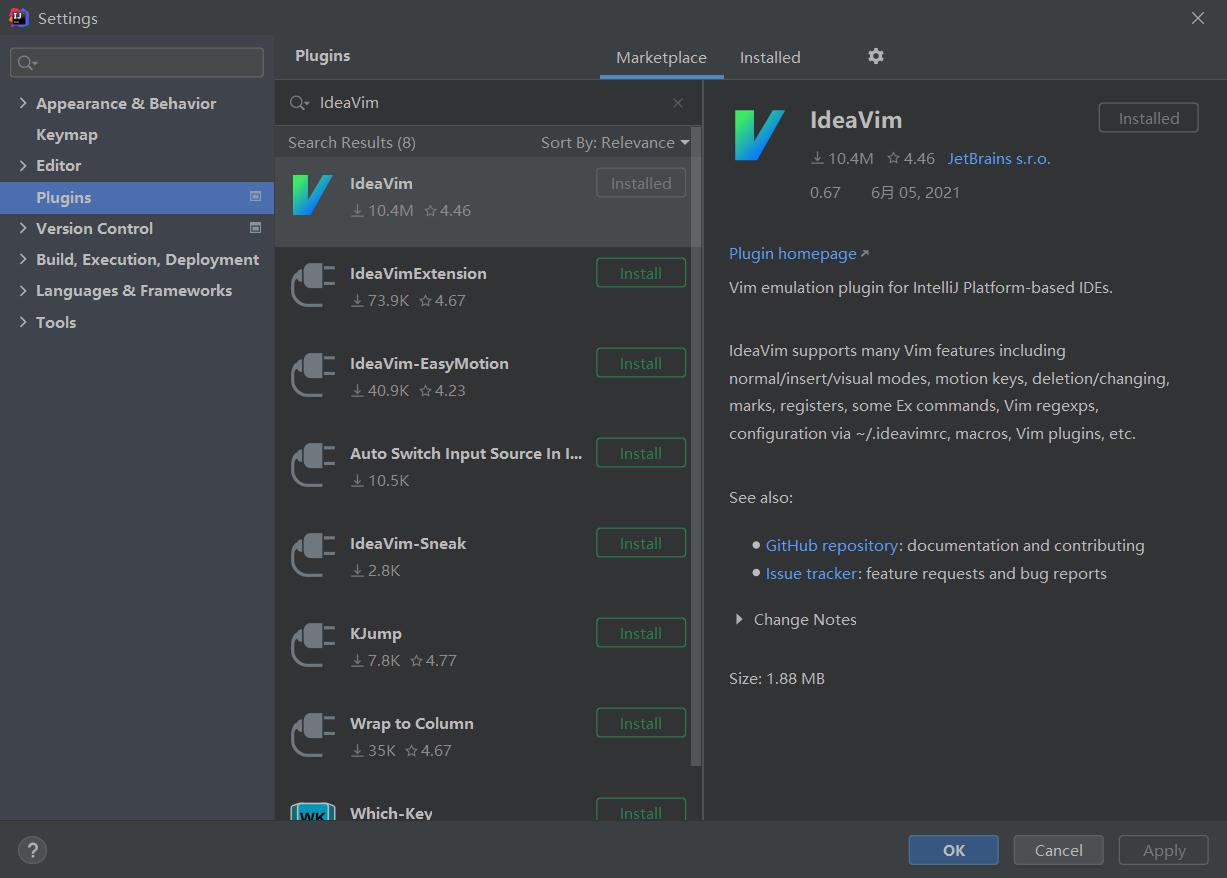 Settings
Appearance & Behavior
Keymap
Editor
Plugins
Version Control
Build, Execution, Deployment
Languages & Frameworks
Tools
Plugins
Marketplace
Installed
IdeaVim
Search Results (8)
Sort By: Relevance
IdeaVim
Installed
10.4M 4.46
IdeaVimExtension
Install
73.9K 4.67
IdeaVim-EasyMotion
Install
40.9K 4.23
Auto Switch Input Source In I...
Install
10.5K
IdeaVim-Sneak
Install
2.8K
KJump
Install
7.8K 4.77
Wrap to Column
Install
35K 4.67
WK
Which-Key
Install
IdeaVim
Installed
10.4M 4.46 JetBrains s.r.o.
0.67 6月 05, 2021
Plugin homepage
Vim emulation plugin for IntelliJ Platform-based IDEs.
IdeaVim supports many Vim features including
normal/insert/visual modes, motion keys, deletion/changing,
marks, registers, some Ex commands, Vim regexps,
configuration via ~/.ideavimrc, macros, Vim plugins, etc.
See also:
GitHub repository: documentation and contributing
Issue tracker: feature requests and bug reports
Change Notes
Size: 1.88 MB
?
OK
Cancel
Apply